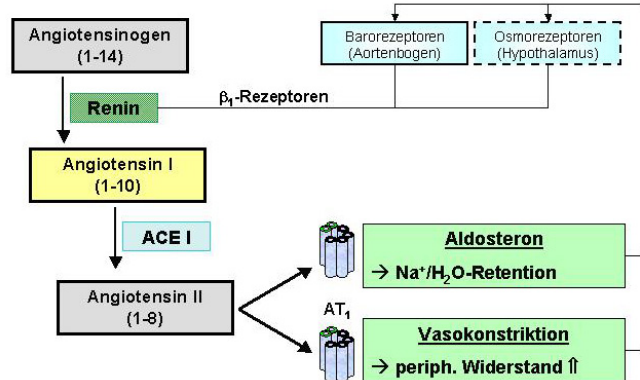 Angiotensinogen
(1-14)
Barorezeptoren
(Aortenbogen)
Osmorezeptoren
(Hypothalamus)
Renin
β₁-Rezeptoren
Angiotensin I
(1-10)
ACE I
Aldosteron
→ Na⁺/H₂O-Retention
Angiotensin II
(1-8)
AT₁
Vasokonstriktion
→ periph. Widerstand ⇑